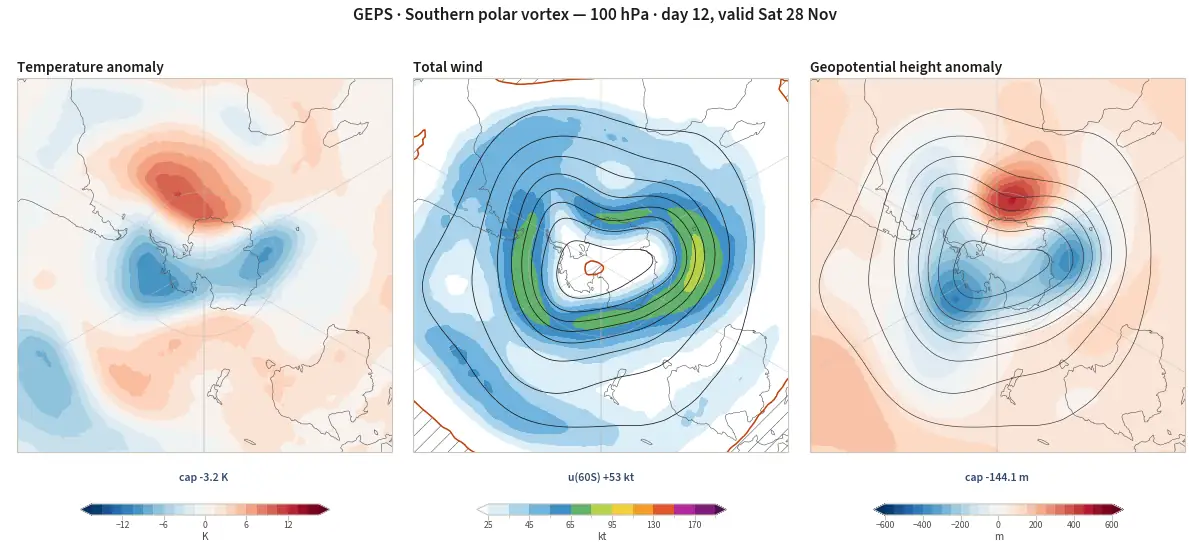 GEPS · Southern polar vortex — 100 hPa · day 12, valid Sat 28 Nov
Temperature anomaly
Total wind
Geopotential height anomaly
cap -3.2 K
u(60S) +53 kt
cap -144.1 m
−12 −6 0 6 12
K
25 45 65 95 130 170
kt
−600 −400 −200 0 200 400 600
m